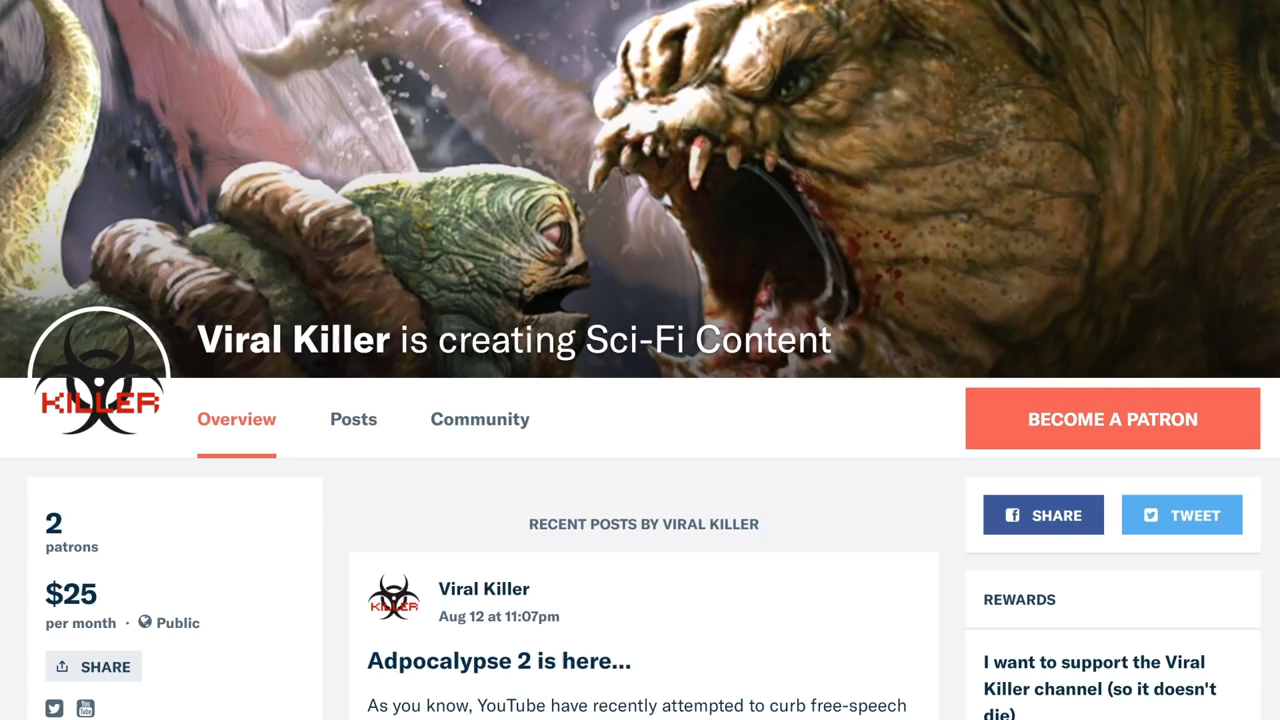 Viral Killer is creating Sci-Fi Content
KILLER
Overview
Posts
Community
BECOME A PATRON
2
patrons
$25
per month · Public
SHARE
You
Tube
RECENT POSTS BY VIRAL KILLER
KILLER
Viral Killer
Aug 12 at 11:07pm
Adpocalypse 2 is here...
As you know, YouTube have recently attempted to curb free-speech
SHARE
TWEET
REWARDS
I want to support the Viral
Killer channel (so it doesn't
die)